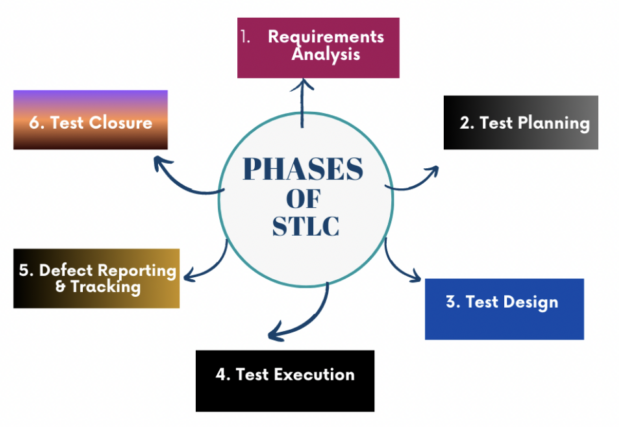 1. Requirements
Analysis
6. Test Closure
2. Test Planning
PHASES
OF
STLC
5. Defect Reporting
& Tracking
3. Test Design
4. Test Execution